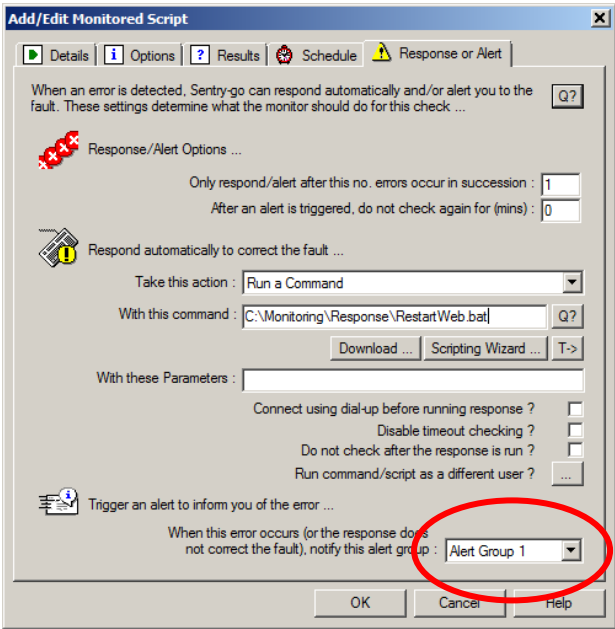 Add/Edit Monitored Script
Details
Options
Results
Schedule
Response or Alert
When an error is detected, Sentry-go can respond automatically and/or alert you to the
fault. These settings determine what the monitor should do for this check ...
Q?
Response/Alert Options ...
Only respond/alert after this no. errors occur in succession : 1
After an alert is triggered, do not check again for (mins) : 0
Respond automatically to correct the fault ...
Take this action : Run a Command
With this command : C:\Monitoring\Response\RestartWeb.bat Q?
Download ... Scripting Wizard ... T->
With these Parameters :
Connect using dial-up before running response ?
Disable timeout checking ?
Do not check after the response is run ?
Run command/script as a different user ? ...
Trigger an alert to inform you of the error ...
When this error occurs (or the response does
not correct the fault), notify this alert group : Alert Group 1
OK Cancel Help